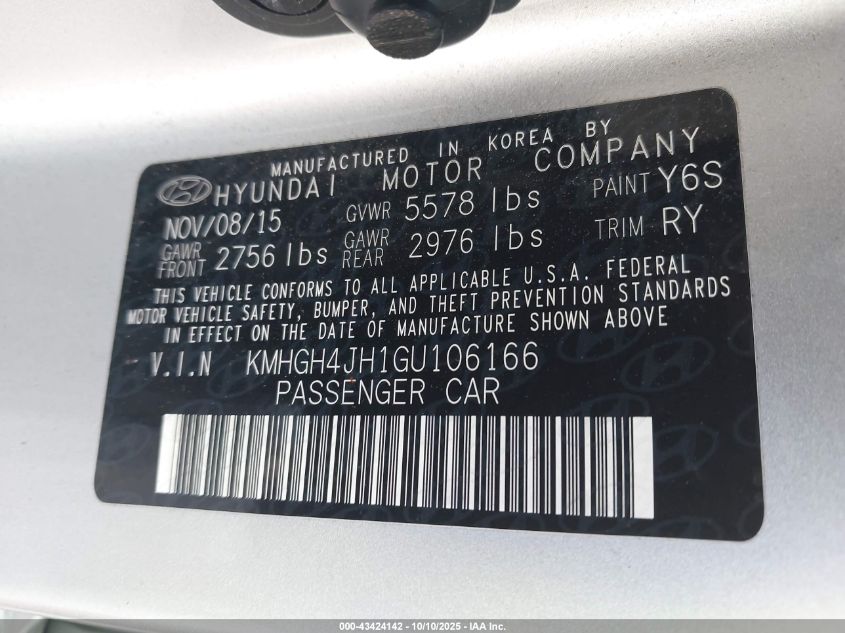 MANUFACTURED IN KOREA BY
HYUNDAI MOTOR COMPANY
NOV/08/15 GVWR 5578 lbs PAINT Y6S
GAWR FRONT 2756 lbs GAWR REAR 2976 lbs TRIM RY
THIS VEHICLE CONFORMS TO ALL APPLICABLE U.S.A. FEDERAL
MOTOR VEHICLE SAFETY, BUMPER, AND THEFT PREVENTION STANDARDS
IN EFFECT ON THE DATE OF MANUFACTURE SHOWN ABOVE
V.I.N KMHGH4JH1GU106166
PASSENGER CAR
000-43424142 - 10/10/2025 - IAA Inc.